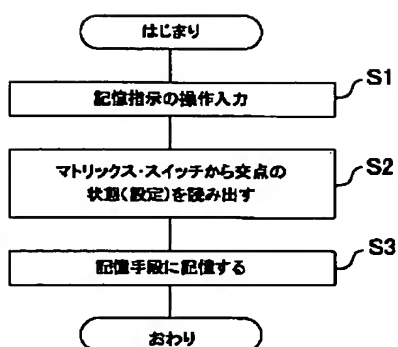 はじまり
記憶指示の操作入力
S1
マトリックス・スイッチから交点の
状態(設定)を読み出す
S2
記憶手段に記憶する
S3
おわり